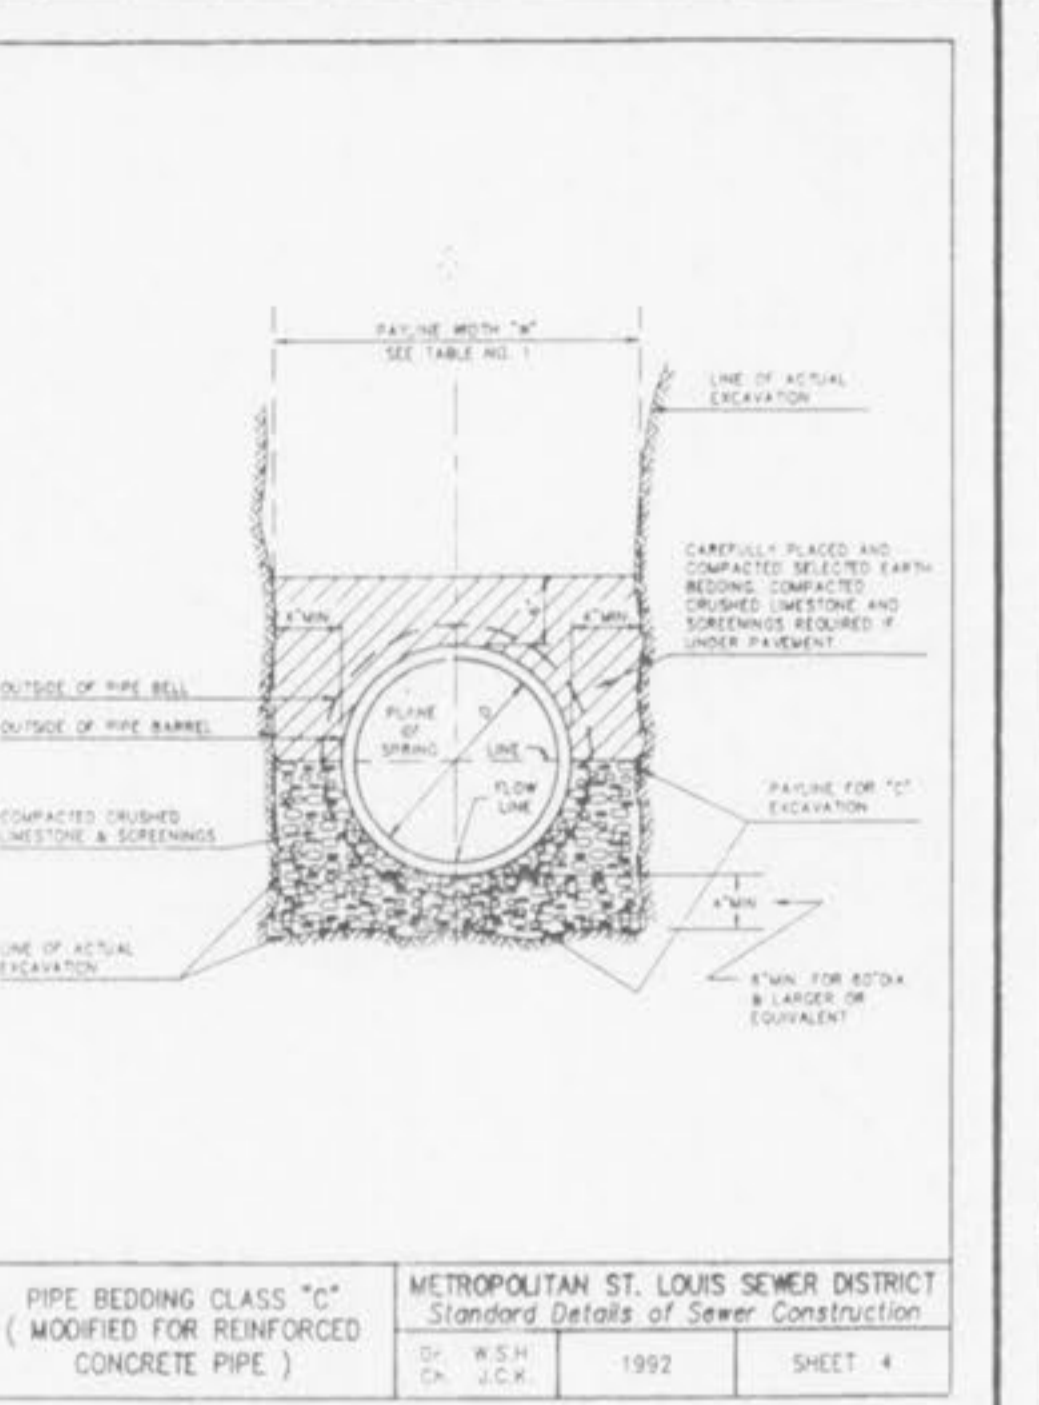 PAYLINE WIDTH "W"
SEE TABLE NO. 1
LINE OF ACTUAL
EXCAVATION
CAREFULLY PLACED AND
COMPACTED SELECTED EARTH
BEDDING. COMPACTED
CRUSHED LIMESTONE AND
SCREENINGS REQUIRED IF
UNDER PAVEMENT
4"MIN
4"MIN
OUTSIDE OF PIPE BELL
OUTSIDE OF PIPE BARREL
PLANE
OF
SPRING
LINE
D
FLOW
LINE
COMPACTED CRUSHED
LIMESTONE & SCREENINGS
PAYLINE FOR "C"
EXCAVATION
4"MIN
LINE OF ACTUAL
EXCAVATION
6"MIN. FOR 60"DIA.
& LARGER OR
EQUIVALENT
PIPE BEDDING CLASS "C"
( MODIFIED FOR REINFORCED
CONCRETE PIPE )
METROPOLITAN ST. LOUIS SEWER DISTRICT
Standard Details of Sewer Construction
Dr. W.S.H
Ch. J.C.K.
1992
SHEET 4